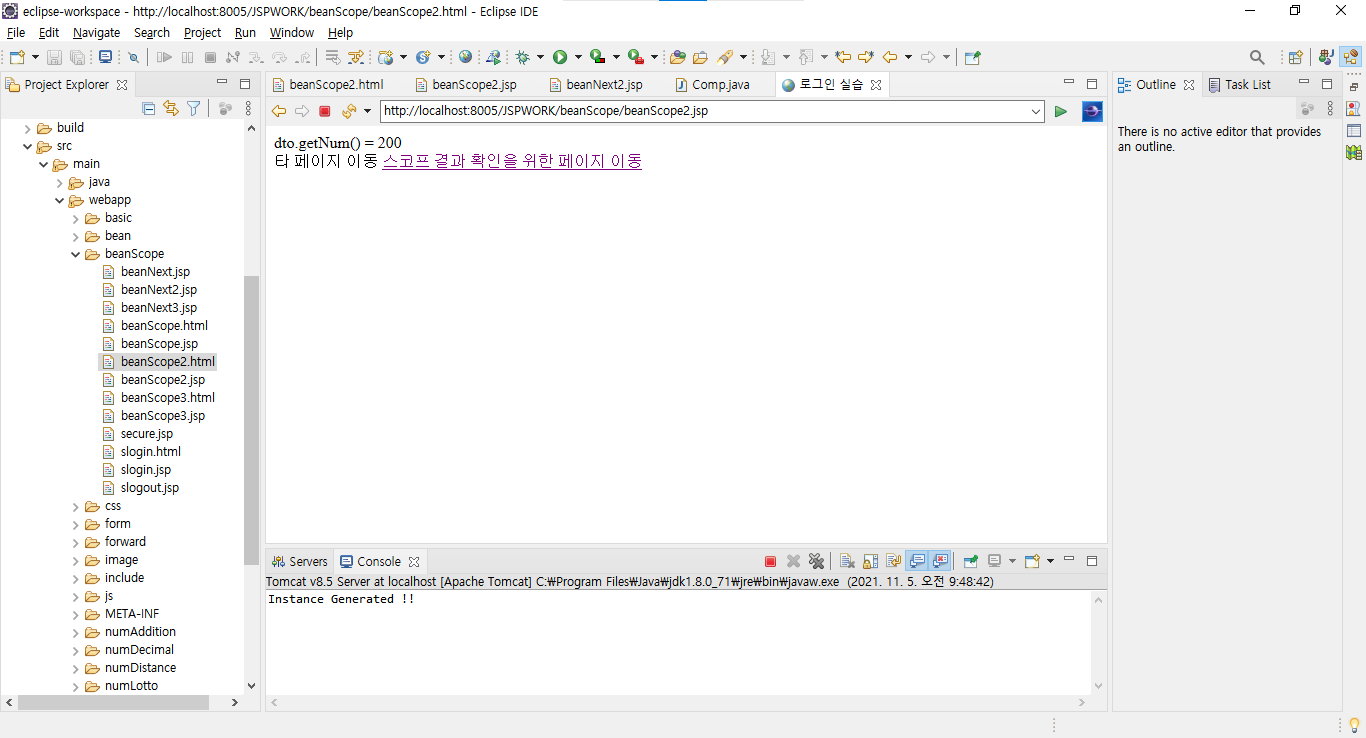 eclipse-workspace - http://localhost:8005/JSPWORK/beanScope/beanScope2.html - Eclipse IDE
File Edit Navigate Search Project Run Window Help
Project Explorer
build
src
main
java
webapp
basic
bean
beanScope
beanNext.jsp
beanNext2.jsp
beanNext3.jsp
beanScope.html
beanScope.jsp
beanScope2.html
beanScope2.jsp
beanScope3.html
beanScope3.jsp
secure.jsp
slogin.html
slogin.jsp
slogout.jsp
css
form
forward
image
include
js
META-INF
numAddition
numDecimal
numDistance
numLotto
beanScope2.html beanScope2.jsp beanNext2.jsp Comp.java 로그인 실습
http://localhost:8005/JSPWORK/beanScope/beanScope2.jsp
dto.getNum() = 200
타 페이지 이동 스코프 결과 확인을 위한 페이지 이동
Servers Console
Tomcat v8.5 Server at localhost [Apache Tomcat] C:₩Program Files₩Java₩jdk1.8.0_71₩jre₩bin₩javaw.exe (2021. 11. 5. 오전 9:48:42)
Instance Generated !!
Outline Task List
There is no active editor that provides
an outline.